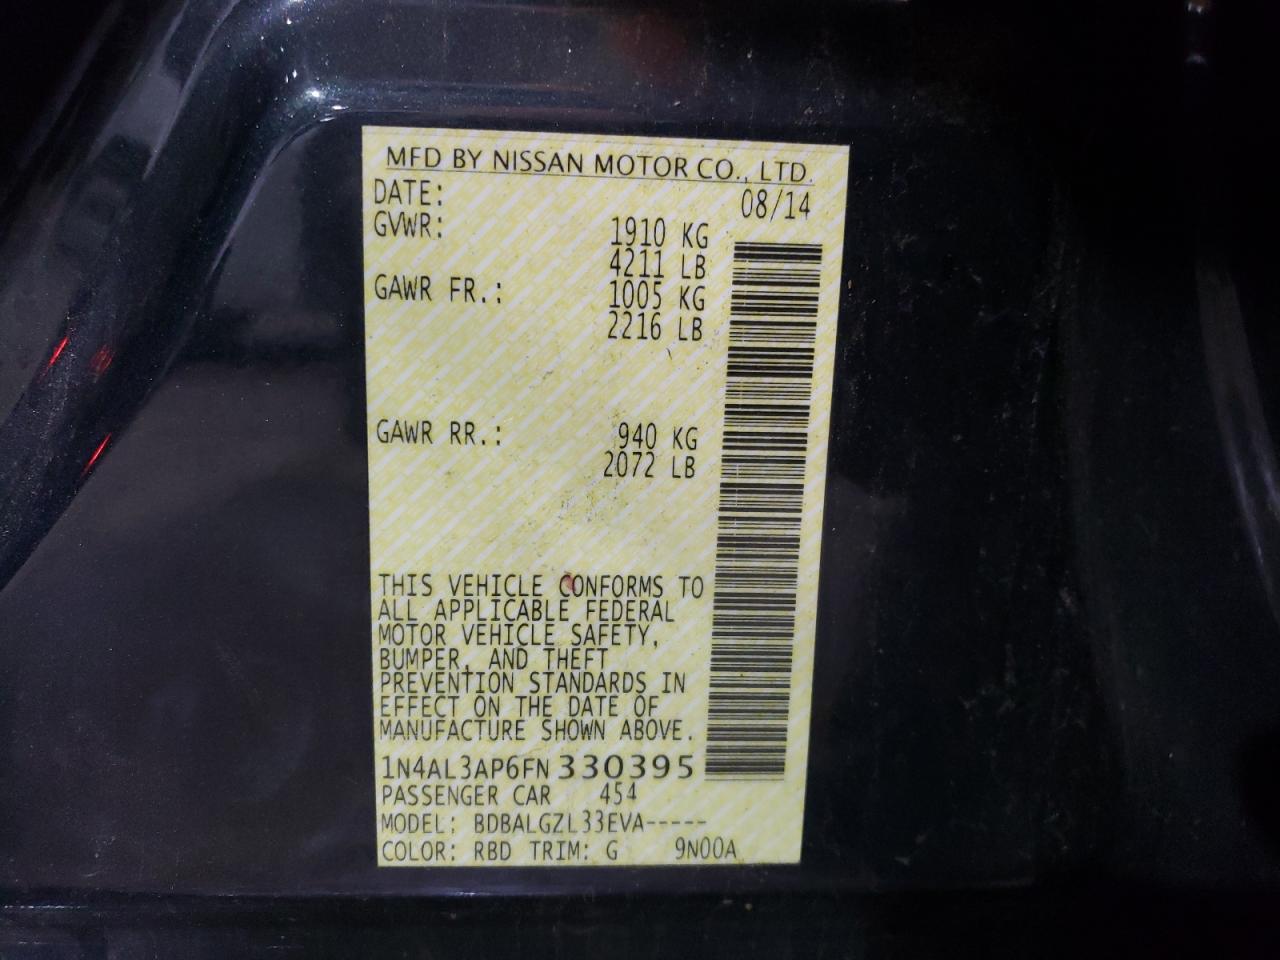 MFD BY NISSAN MOTOR CO., LTD.
DATE: 08/14
GVWR: 1910 KG
4211 LB
GAWR FR.: 1005 KG
2216 LB
GAWR RR.: 940 KG
2072 LB
THIS VEHICLE CONFORMS TO
ALL APPLICABLE FEDERAL
MOTOR VEHICLE SAFETY,
BUMPER, AND THEFT
PREVENTION STANDARDS IN
EFFECT ON THE DATE OF
MANUFACTURE SHOWN ABOVE.
1N4AL3AP6FN330395
PASSENGER CAR 454
MODEL: BDBALGZL33EVA-----
COLOR: RBD TRIM: G 9N00A